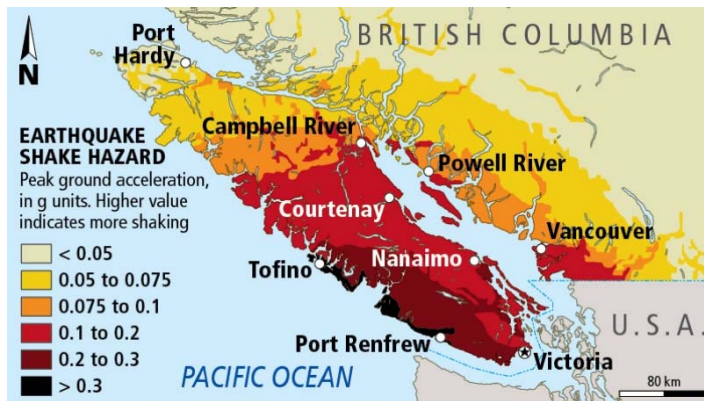 BRITISH COLUMBIA
Port
Hardy
N
Campbell River
EARTHQUAKE
SHAKE HAZARD
Peak ground acceleration,
in g units. Higher value
indicates more shaking
< 0.05
0.05 to 0.075
0.075 to 0.1
0.1 to 0.2
0.2 to 0.3
> 0.3
Powell River
Courtenay
Vancouver
Nanaimo
Tofino
U.S.A.
Port Renfrew
Victoria
PACIFIC OCEAN
80 km